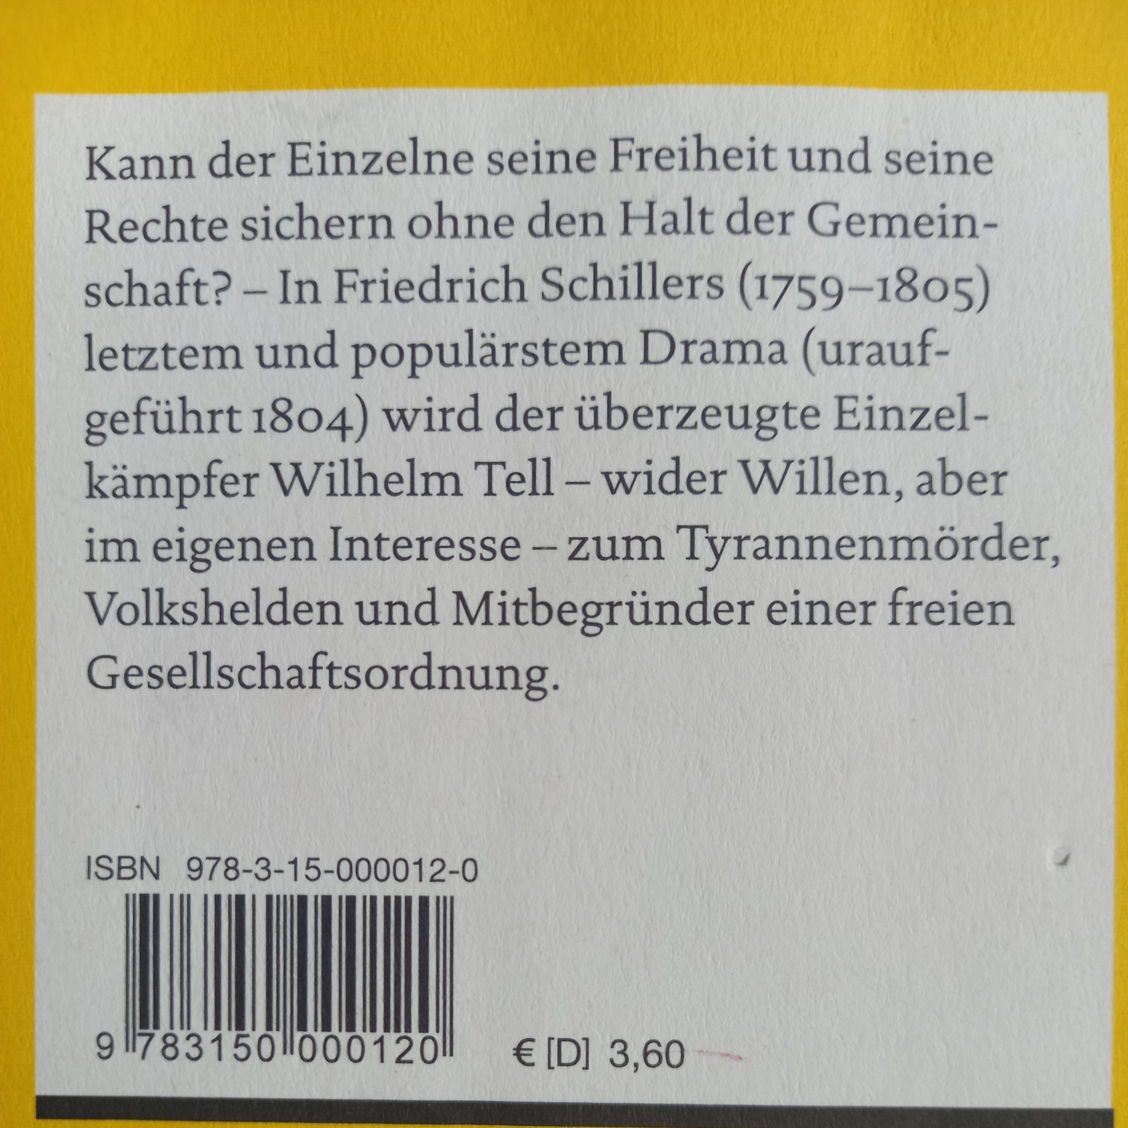 Kann der Einzelne seine Freiheit und seine
Rechte sichern ohne den Halt der Gemein-
schaft? – In Friedrich Schillers (1759–1805)
letztem und populärstem Drama (urauf-
geführt 1804) wird der überzeugte Einzel-
kämpfer Wilhelm Tell – wider Willen, aber
im eigenen Interesse – zum Tyrannenmörder,
Volkshelden und Mitbegründer einer freien
Gesellschaftsordnung.
ISBN 978-3-15-000012-0
9 783150 000120
€ [D] 3,60